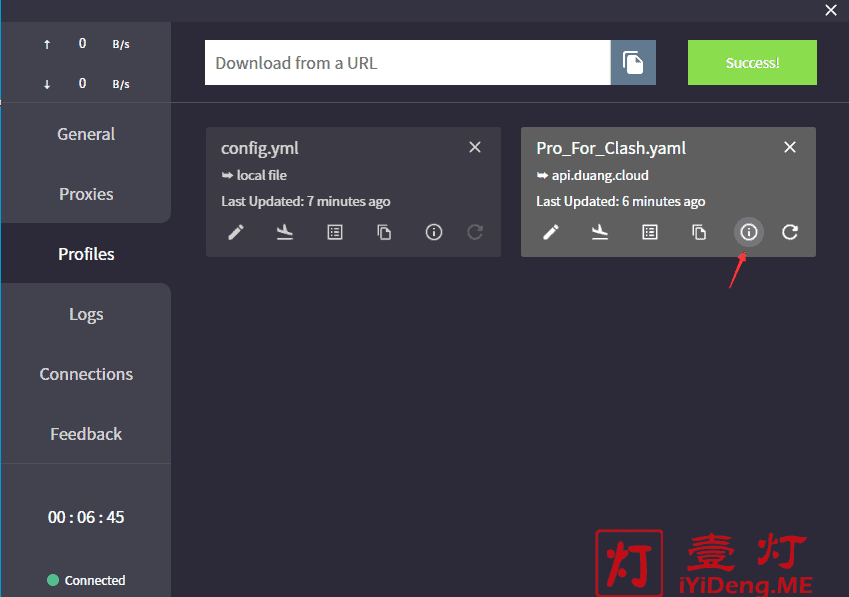 ↑ 0 B/s
↓ 0 B/s
Download from a URL
Success!
General
Proxies
Profiles
Logs
Connections
Feedback
00 : 06 : 45
Connected
config.yml
local file
Last Updated: 7 minutes ago
Pro_For_Clash.yaml
api.duang.cloud
Last Updated: 6 minutes ago
灯
壹灯
iYiDeng.ME